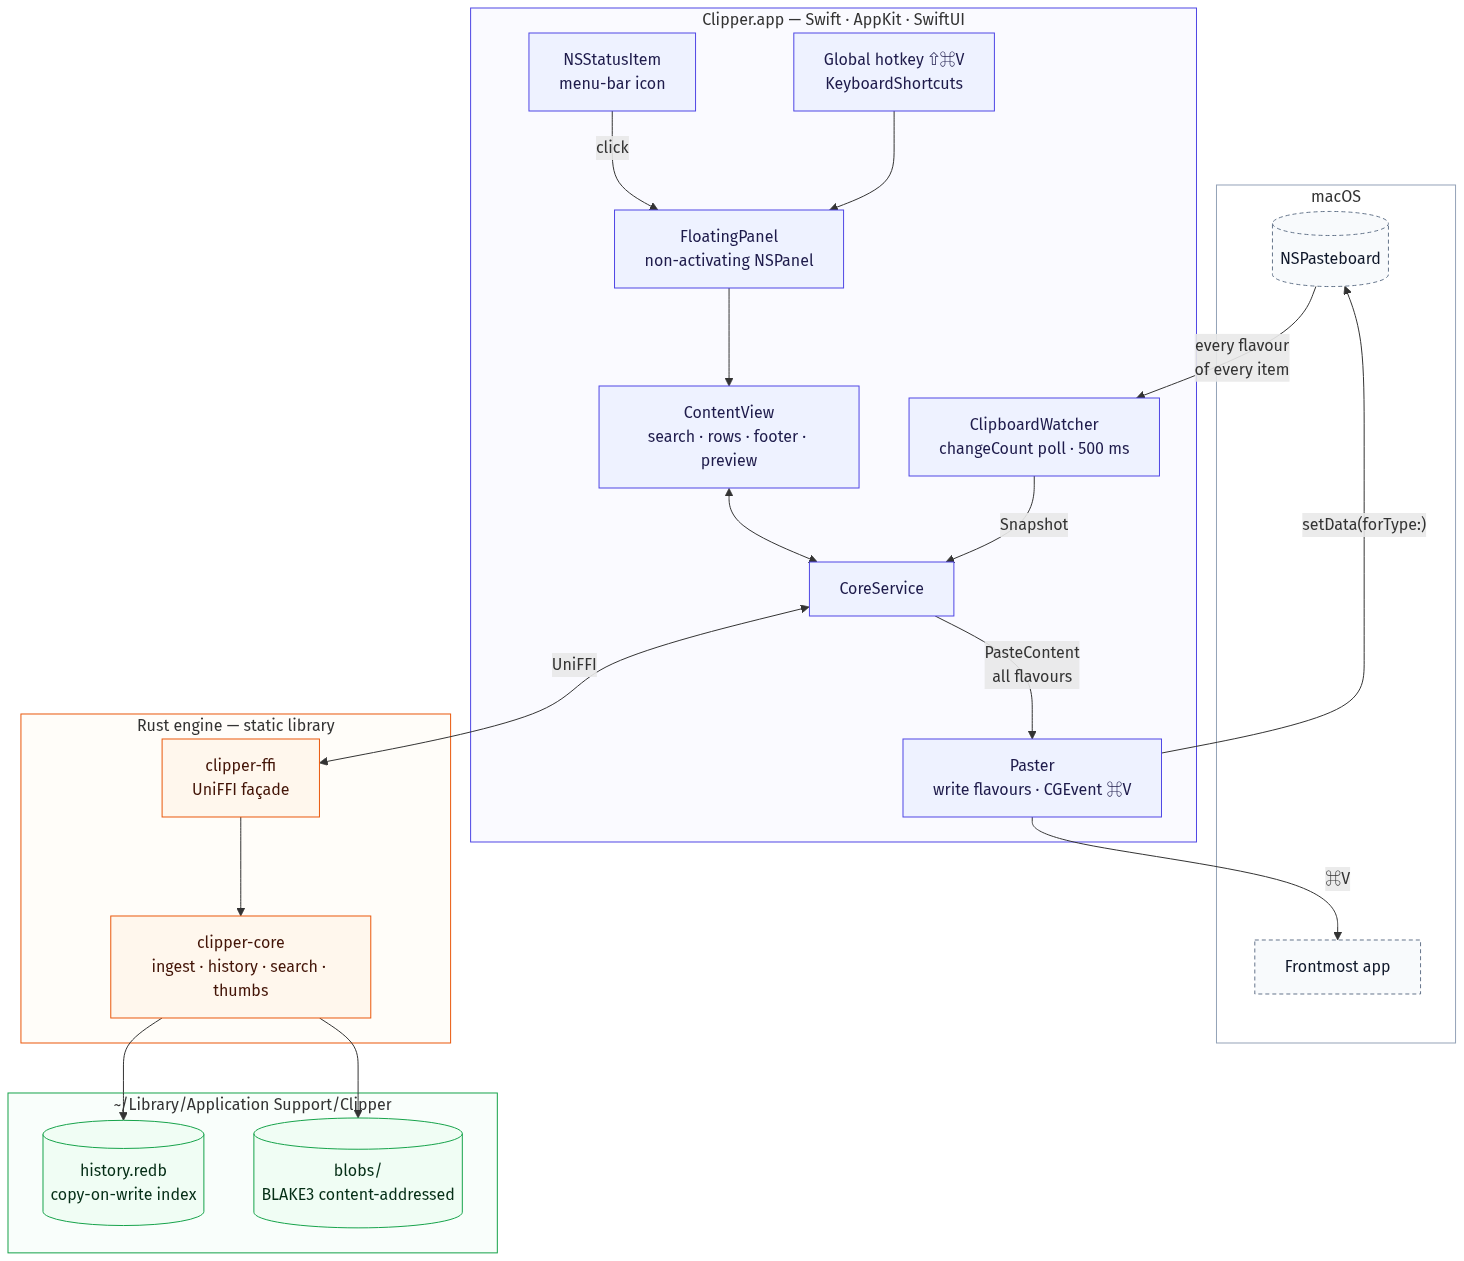 Clipper.app — Swift · AppKit · SwiftUI
NSStatusItem
menu-bar icon
Global hotkey ⇧⌘V
KeyboardShortcuts
click
FloatingPanel
non-activating NSPanel
macOS
NSPasteboard
every flavour
of every item
ContentView
search · rows · footer ·
preview
ClipboardWatcher
changeCount poll · 500 ms
Snapshot
setData(forType:)
CoreService
UniFFI
PasteContent
all flavours
Rust engine — static library
clipper-ffi
UniFFI façade
Paster
write flavours · CGEvent ⌘V
⌘V
clipper-core
ingest · history · search ·
thumbs
Frontmost app
~/Library/Application Support/Clipper
history.redb
copy-on-write index
blobs/
BLAKE3 content-addressed